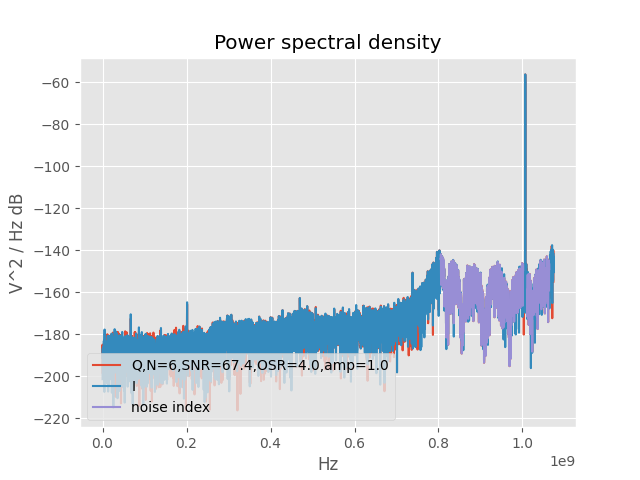 Power spectral density
V^2 / Hz dB
−60
−80
−100
−120
−140
−160
−180
−200
−220
Q,N=6,SNR=67.4,OSR=4.0,amp=1.0
I
noise index
0.0 0.2 0.4 0.6 0.8 1.0
1e9
Hz